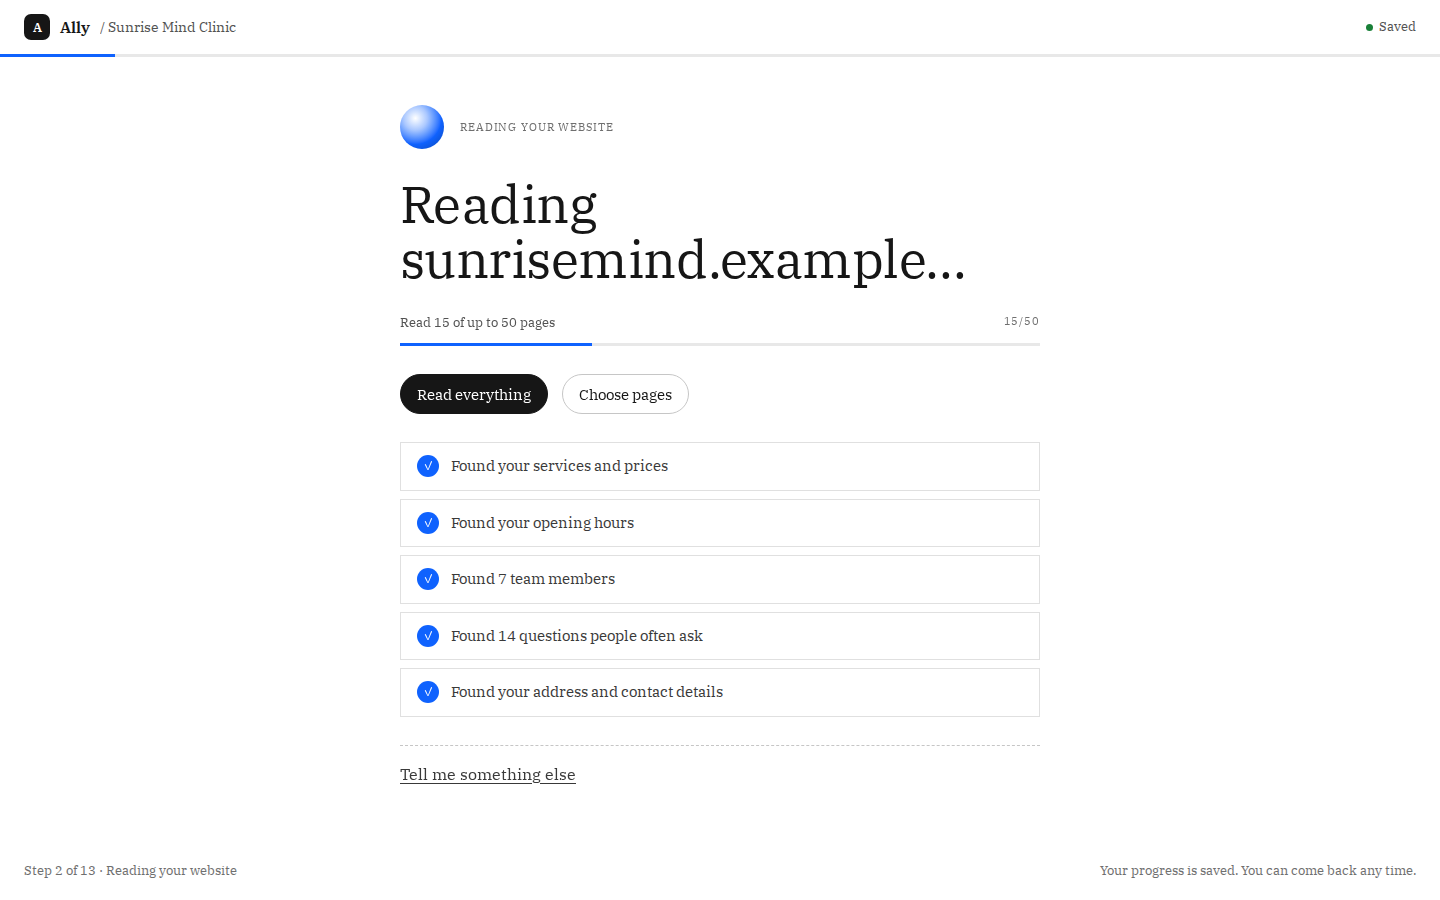 A Ally / Sunrise Mind Clinic
Saved
READING YOUR WEBSITE
Reading
sunrisemind.example...
Read 15 of up to 50 pages
15/50
Read everything
Choose pages
Found your services and prices
Found your opening hours
Found 7 team members
Found 14 questions people often ask
Found your address and contact details
Tell me something else
Step 2 of 13 · Reading your website
Your progress is saved. You can come back any time.